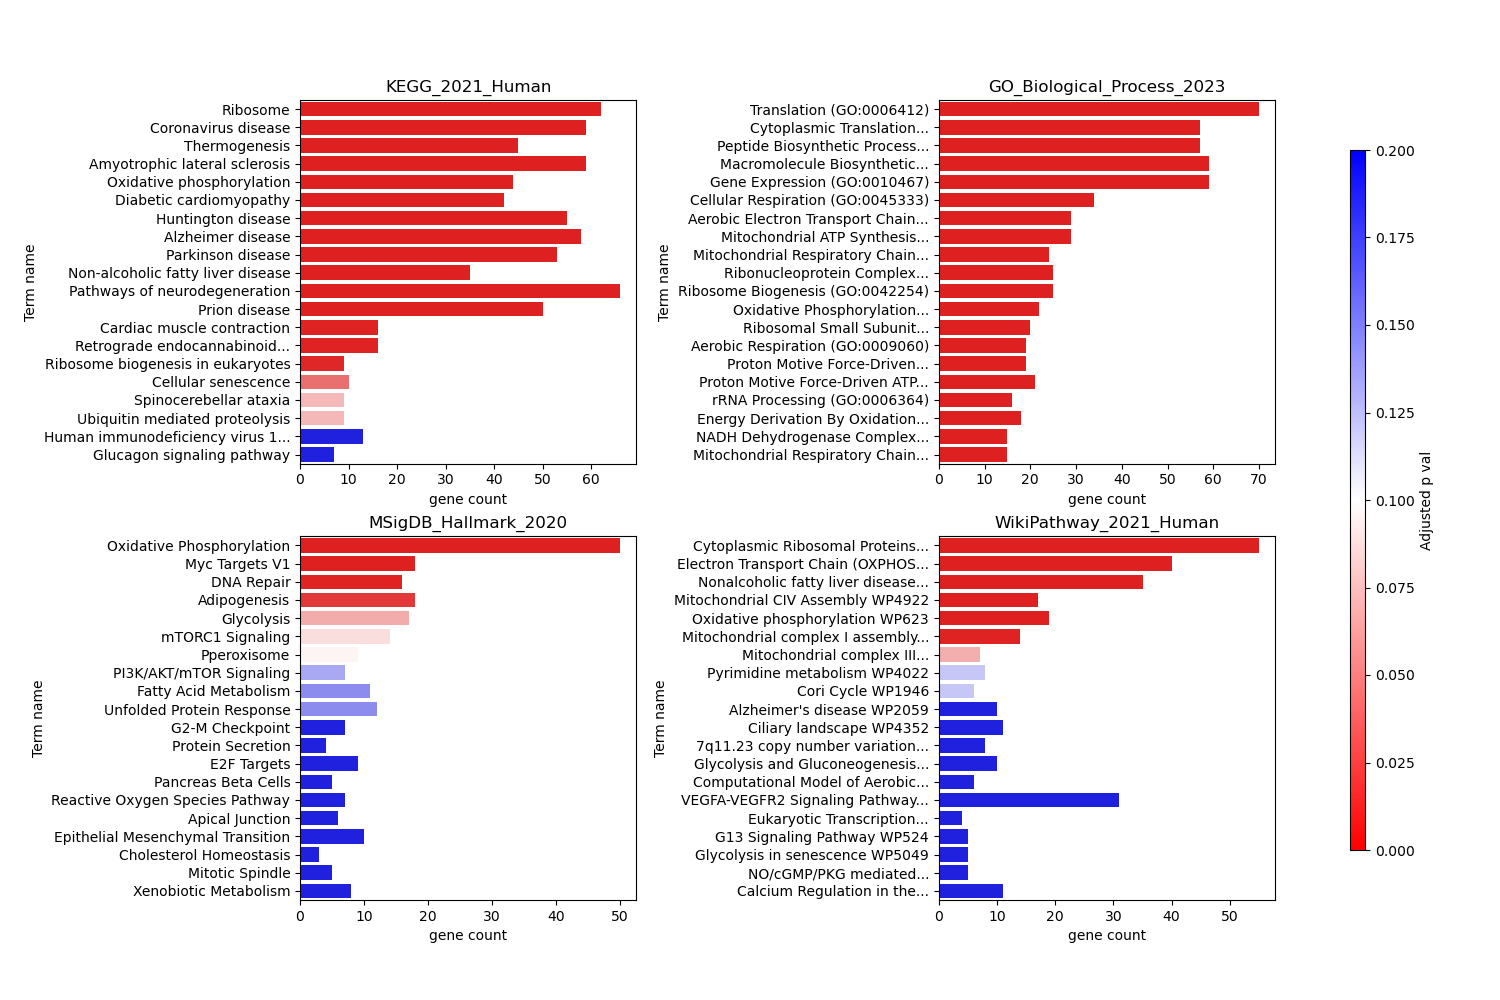 KEGG_2021_Human
Term name
Ribosome
Coronavirus disease
Thermogenesis
Amyotrophic lateral sclerosis
Oxidative phosphorylation
Diabetic cardiomyopathy
Huntington disease
Alzheimer disease
Parkinson disease
Non-alcoholic fatty liver disease
Pathways of neurodegeneration
Prion disease
Cardiac muscle contraction
Retrograde endocannabinoid...
Ribosome biogenesis in eukaryotes
Cellular senescence
Spinocerebellar ataxia
Ubiquitin mediated proteolysis
Human immunodeficiency virus 1...
Glucagon signaling pathway
0 10 20 30 40 50 60
gene count
GO_Biological_Process_2023
Term name
Translation (GO:0006412)
Cytoplasmic Translation...
Peptide Biosynthetic Process...
Macromolecule Biosynthetic...
Gene Expression (GO:0010467)
Cellular Respiration (GO:0045333)
Aerobic Electron Transport Chain...
Mitochondrial ATP Synthesis...
Mitochondrial Respiratory Chain...
Ribonucleoprotein Complex...
Ribosome Biogenesis (GO:0042254)
Oxidative Phosphorylation...
Ribosomal Small Subunit...
Aerobic Respiration (GO:0009060)
Proton Motive Force-Driven...
Proton Motive Force-Driven ATP...
rRNA Processing (GO:0006364)
Energy Derivation By Oxidation...
NADH Dehydrogenase Complex...
Mitochondrial Respiratory Chain...
0 10 20 30 40 50 60 70
gene count
MSigDB_Hallmark_2020
Term name
Oxidative Phosphorylation
Myc Targets V1
DNA Repair
Adipogenesis
Glycolysis
mTORC1 Signaling
Pperoxisome
PI3K/AKT/mTOR Signaling
Fatty Acid Metabolism
Unfolded Protein Response
G2-M Checkpoint
Protein Secretion
E2F Targets
Pancreas Beta Cells
Reactive Oxygen Species Pathway
Apical Junction
Epithelial Mesenchymal Transition
Cholesterol Homeostasis
Mitotic Spindle
Xenobiotic Metabolism
0 10 20 30 40 50
gene count
WikiPathway_2021_Human
Term name
Cytoplasmic Ribosomal Proteins...
Electron Transport Chain (OXPHOS...
Nonalcoholic fatty liver disease...
Mitochondrial CIV Assembly WP4922
Oxidative phosphorylation WP623
Mitochondrial complex I assembly...
Mitochondrial complex III...
Pyrimidine metabolism WP4022
Cori Cycle WP1946
Alzheimer's disease WP2059
Ciliary landscape WP4352
7q11.23 copy number variation...
Glycolysis and Gluconeogenesis...
Computational Model of Aerobic...
VEGFA-VEGFR2 Signaling Pathway...
Eukaryotic Transcription...
G13 Signaling Pathway WP524
Glycolysis in senescence WP5049
NO/cGMP/PKG mediated...
Calcium Regulation in the...
0 10 20 30 40 50
gene count
0.200
0.175
0.150
0.125
0.100
0.075
0.050
0.025
0.000
Adjusted p val